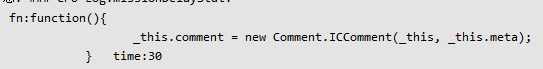 fn:function(){
_this.comment = new Comment.ICComment(_this, _this.meta);
} time:30